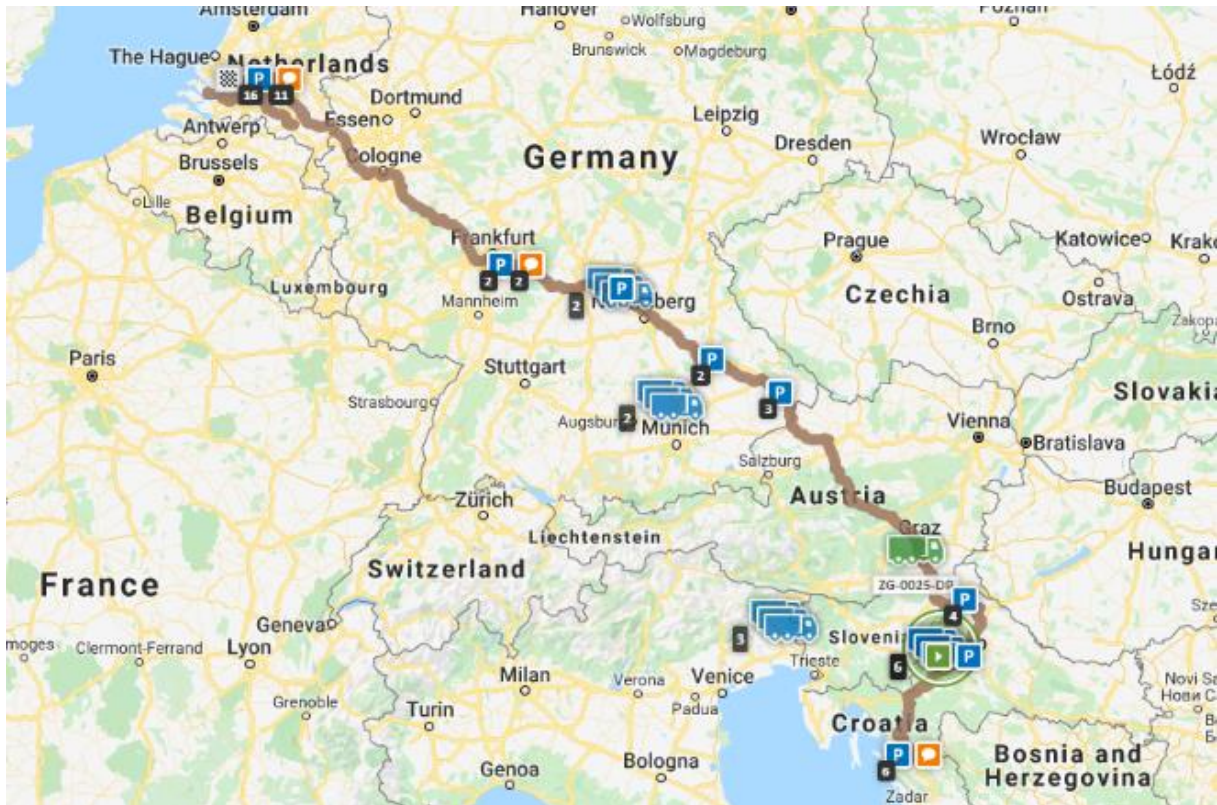 Amsterdam
Hanover
Wolfsburg
Poznań
Brunswick
Magdeburg
The Hague
Netherlands
P
16
11
Łódź
Dortmund
Essen
Leipzig
Wrocław
Antwerp
Dresden
Brussels
Cologne
Germany
Lille
Belgium
Frankfurt
P
2
2
Prague
Katowice
Luxembourg
Mannheim
2
P
Czechia
Ostrava
Brno
Paris
Stuttgart
P
2
P
3
Slovakia
Strasbourg
2
Munich
Vienna
Bratislava
Salzburg
Zürich
Austria
Budapest
Liechtenstein
Graz
France
Switzerland
ZG-0025-DP
P
4
Geneva
Clermont-Ferrand
Lyon
3
Trieste
P
6
Milan
Verona
Venice
Grenoble
Turin
Padua
Croatia
Bologna
P
6
Bosnia and
Herzegovina
Genoa
Zadar